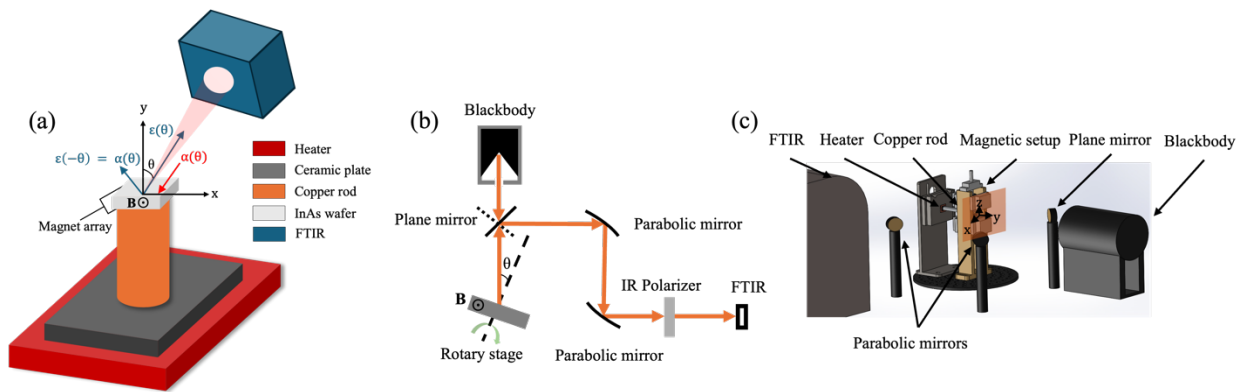 (a)
y
ε(θ)
θ
ε(-θ) = α(θ)
α(θ)
x
B
Magnet array
Heater
Ceramic plate
Copper rod
InAs wafer
FTIR
(b)
Blackbody
Plane mirror
Parabolic mirror
θ
IR Polarizer
FTIR
B
Rotary stage
Parabolic mirror
(c)
FTIR
Heater
Copper rod
Magnetic setup
Plane mirror
Blackbody
z
y
x
Parabolic mirrors